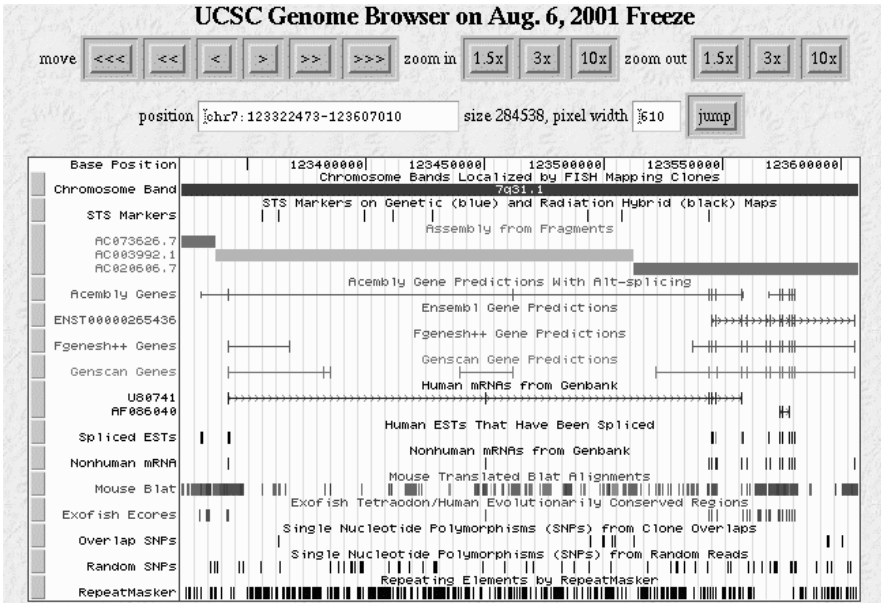 UCSC Genome Browser on Aug. 6, 2001 Freeze
move <<< << < > >> >>> zoom in 1.5x 3x 10x zoom out 1.5x 3x 10x
position chr7:123322473-123607010 size 284538, pixel width 610 jump
Base Position 123400000 123450000 123500000 123550000 123600000
Chromosome Bands Localized by FISH Mapping Clones
Chromosome Band 7q31.1
STS Markers on Genetic (blue) and Radiation Hybrid (black) Maps
STS Markers
Assembly from Fragments
AC073626.7
AC003992.1
AC020606.7
Acembly Gene Predictions With Alt-splicing
Acembly Genes
Ensembl Gene Predictions
ENST00000265436
Fgenesh++ Gene Predictions
Fgenesh++ Genes
Genscan Gene Predictions
Genscan Genes
Human mRNAs from Genbank
U80741
AF086040
Human ESTs That Have Been Spliced
Spliced ESTs
Nonhuman mRNAs from Genbank
Nonhuman mRNA
Mouse Translated Blat Alignments
Mouse Blat
Exofish Tetraodon/Human Evolutionarily Conserved Regions
Exofish Ecores
Single Nucleotide Polymorphisms (SNPs) from Clone Overlaps
Overlap SNPs
Single Nucleotide Polymorphisms (SNPs) from Random Reads
Random SNPs
Repeating Elements by RepeatMasker
RepeatMasker